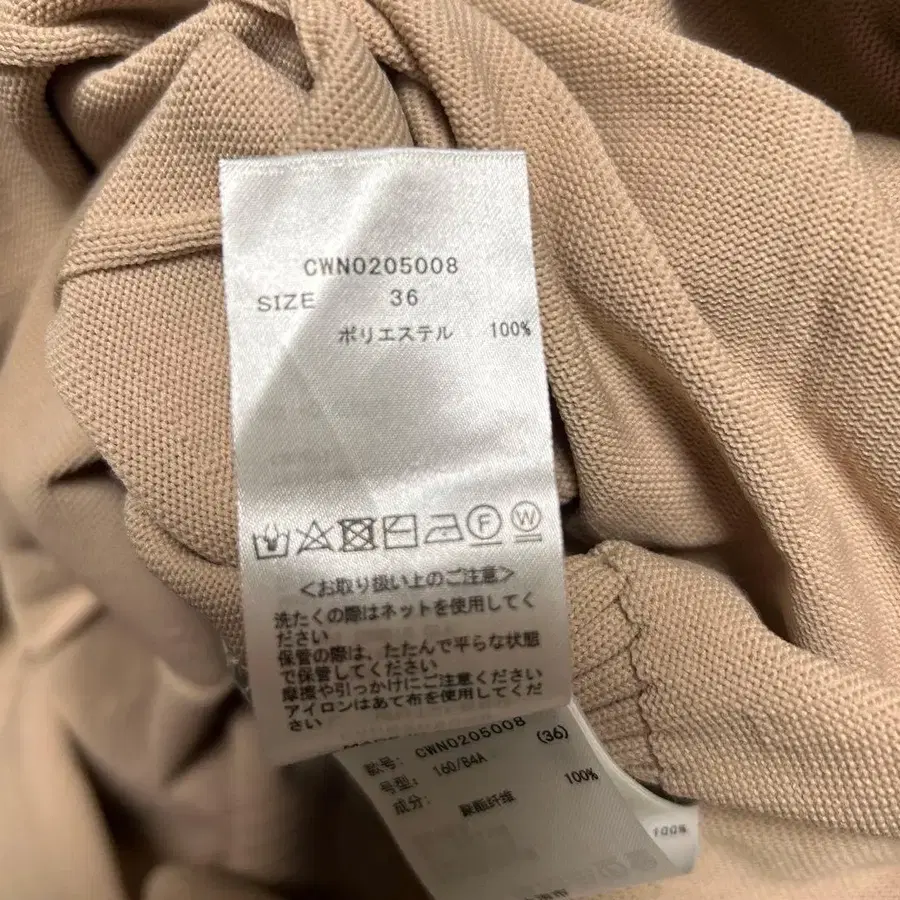 CWN0205008
SIZE 36
ポリエステル 100%
F W
<お取り扱い上のご注意>
洗たくの際はネットを使用してく
ださい
保管の際は、たたんで平らな状態
で保管してください
摩擦や引っかけにご注意ください
アイロンはあて布を使用してくだ
さい
款号: CWN0205008 (36)
号型: 160/84A
成分: 100%
聚酯纤维
100%